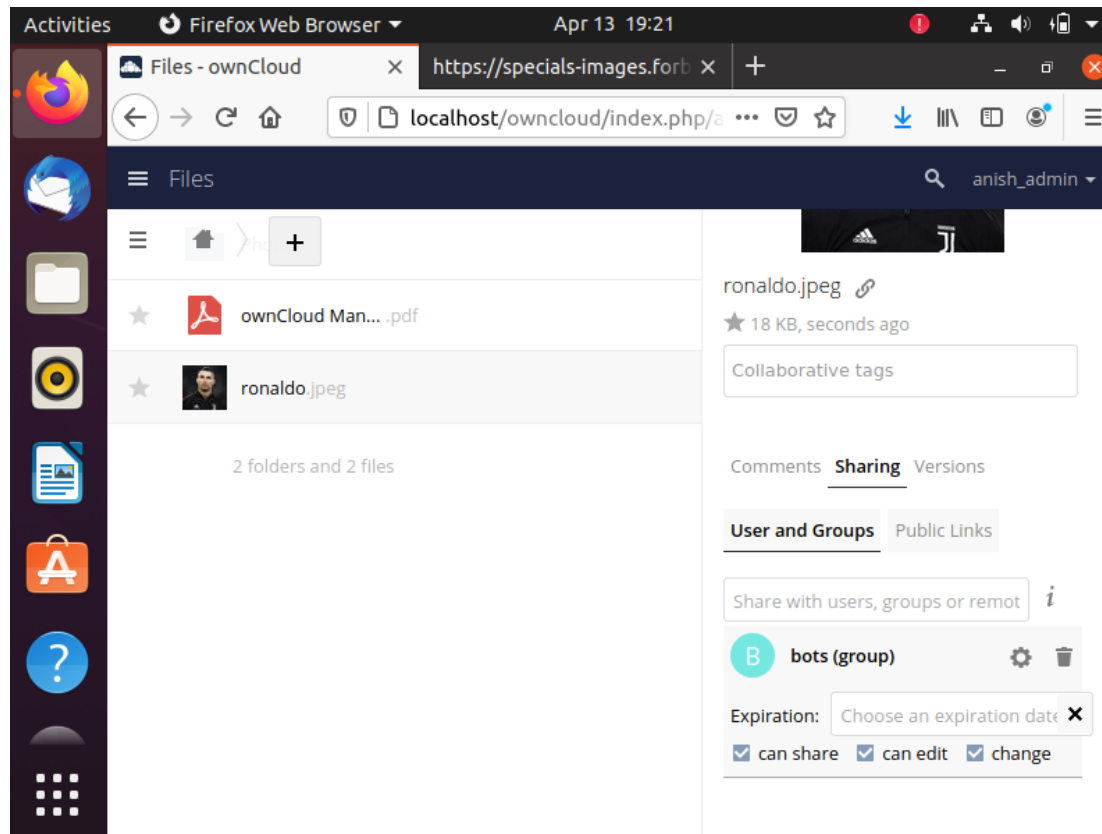 Activities Firefox Web Browser Apr 13 19:21
Files - ownCloud https://specials-images.forb
localhost/owncloud/index.php/a
Files anish_admin
ownCloud Man... .pdf
ronaldo.jpeg
2 folders and 2 files
adidas
ronaldo.jpeg
18 KB, seconds ago
Collaborative tags
Comments Sharing Versions
User and Groups Public Links
Share with users, groups or remot i
B bots (group)
Expiration: Choose an expiration date
can share can edit change